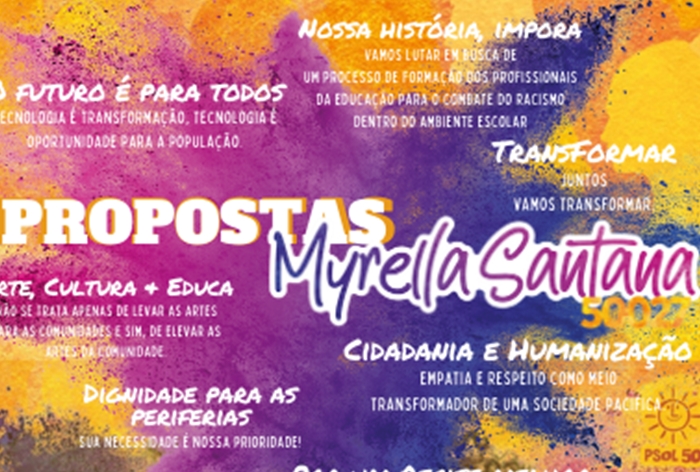 NOSSA HISTÓRIA, IMPORA
VAMOS LUTAR EM BUSCA DE
UM PROCESSO DE FORMAÇÃO DOS PROFISSIONAIS
DA EDUCAÇÃO PARA O COMBATE DO RACISMO
DENTRO DO AMBIENTE ESCOLAR
O FUTURO É PARA TODOS
TECNOLOGIA É TRANSFORMAÇÃO, TECNOLOGIA É
OPORTUNIDADE PARA A POPULAÇÃO.
TRANSFORMAR
JUNTOS
VAMOS TRANSFORMAR
PROPOSTAS
Myrella Santana
50022
RTE, CULTURA + EDUCA
NÃO SE TRATA APENAS DE LEVAR AS ARTES
PARA AS COMUNIDADES E SIM, DE ELEVAR AS
ARTES DA COMUNIDADE
CIDADANIA E HUMANIZAÇÃO
EMPATIA E RESPEITO COMO MEIO
TRANSFORMADOR DE UMA SOCIEDADE PACIFICA
DIGNIDADE PARA AS
PERIFERIAS
SUA NECESSIDADE É NOSSA PRIORIDADE!
PSOL 50